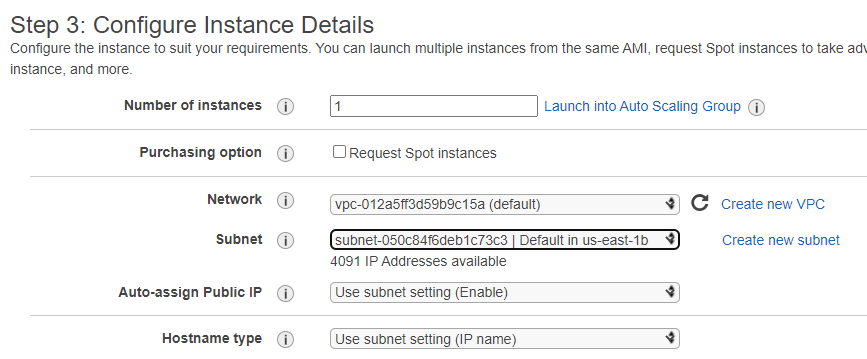 Step 3: Configure Instance Details
Configure the instance to suit your requirements. You can launch multiple instances from the same AMI, request Spot instances to take adv
instance, and more.
Number of instances i 1 Launch into Auto Scaling Group i
Purchasing option i Request Spot instances
Network i vpc-012a5ff3d59b9c15a (default) Create new VPC
Subnet i subnet-050c84f6deb1c73c3 | Default in us-east-1b Create new subnet
4091 IP Addresses available
Auto-assign Public IP i Use subnet setting (Enable)
Hostname type i Use subnet setting (IP name)